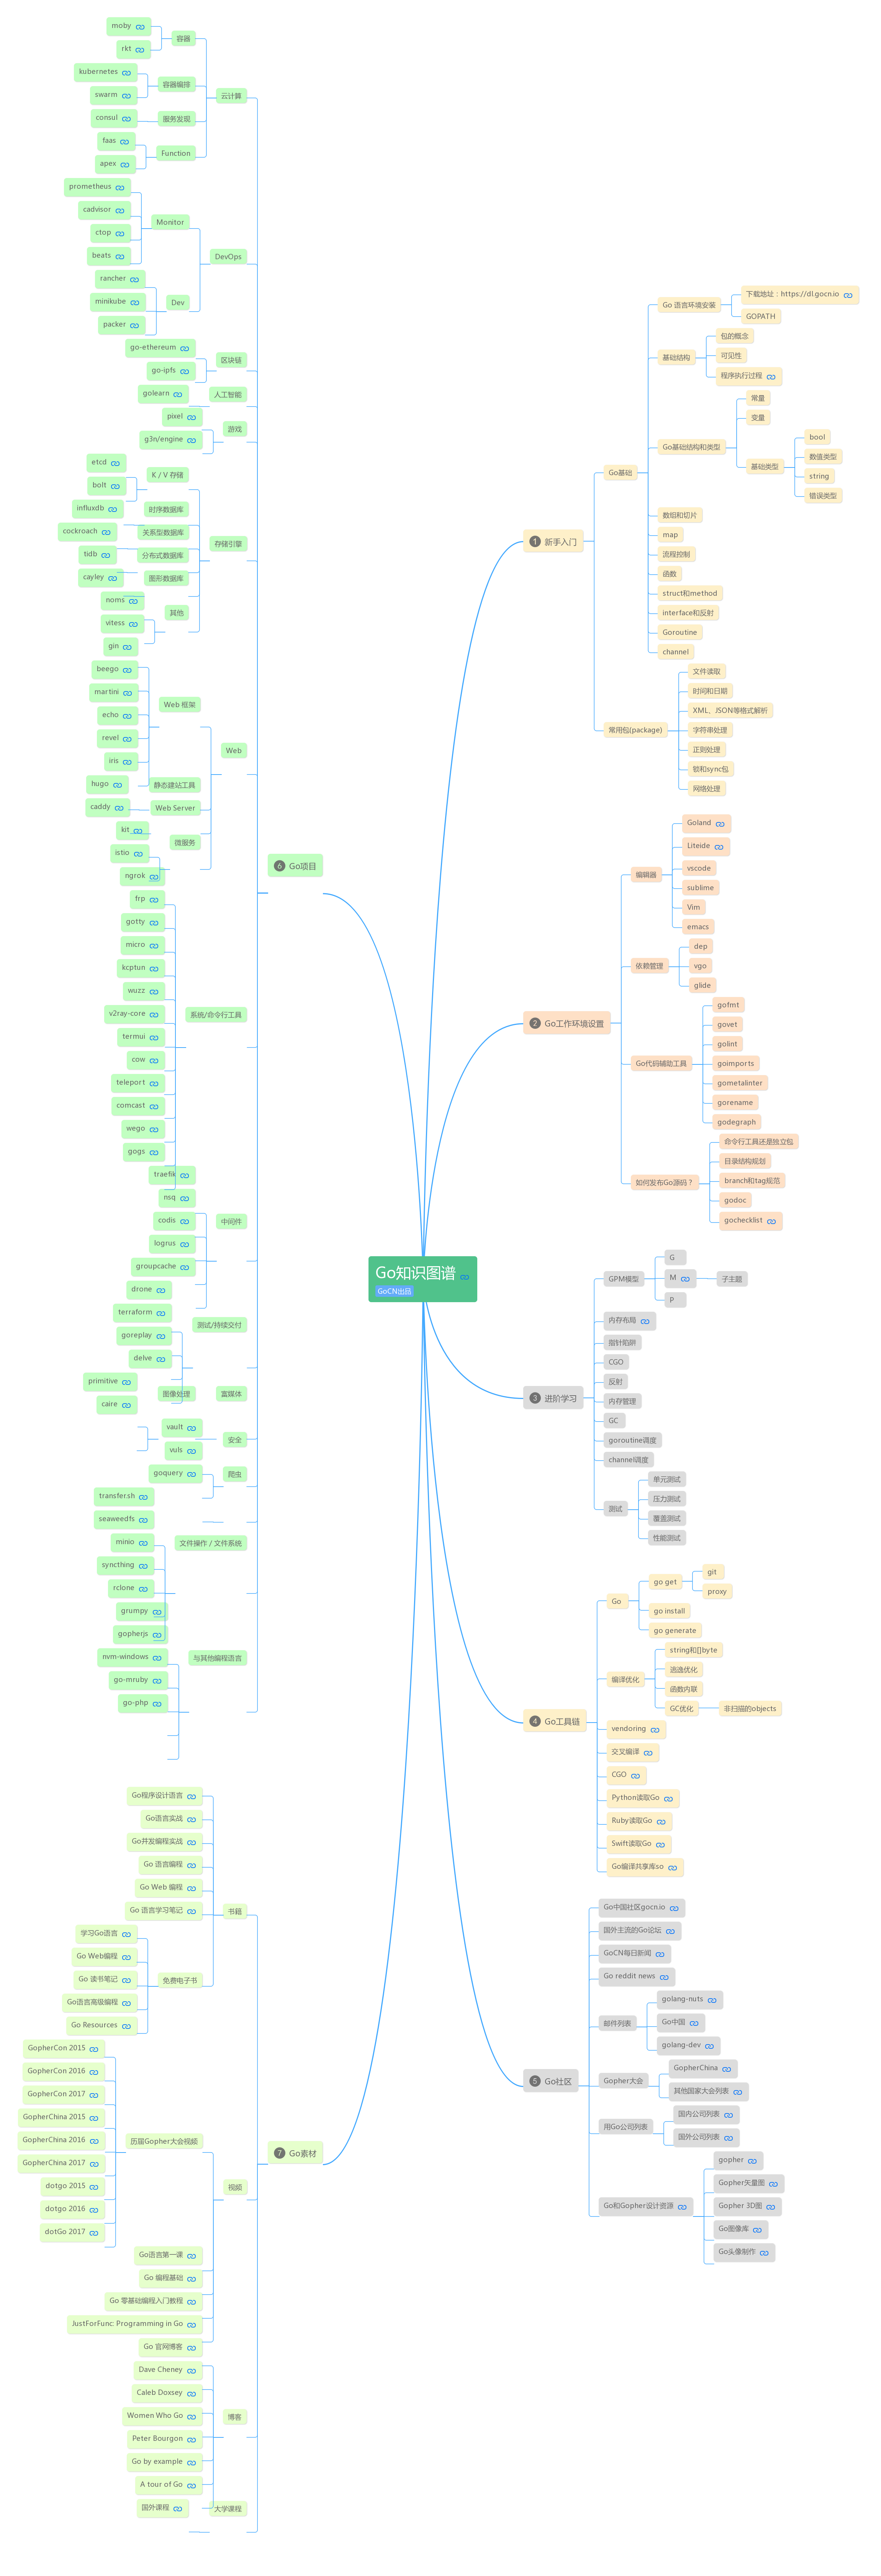 Go知识图谱
GoCN出品
1 新手入门
Go基础
Go 语言环境安装
下载地址：https://dl.gocn.io
GOPATH
基础结构
包的概念
可见性
程序执行过程
Go基础结构和类型
常量
变量
基础类型
bool
数值类型
string
错误类型
数组和切片
map
流程控制
函数
struct和method
interface和反射
Goroutine
channel
常用包(package)
文件读取
时间和日期
XML、JSON等格式解析
字符串处理
正则处理
锁和sync包
网络处理
2 Go工作环境设置
编辑器
Goland
Liteide
vscode
sublime
Vim
emacs
依赖管理
dep
vgo
glide
Go代码辅助工具
gofmt
govet
golint
goimports
gometalinter
gorename
godegraph
如何发布Go源码？
命令行工具还是独立包
目录结构规划
branch和tag规范
godoc
gochecklist
3 进阶学习
GPM模型
G
M
子主题
P
内存布局
指针陷阱
CGO
反射
内存管理
GC
goroutine调度
channel调度
测试
单元测试
压力测试
覆盖测试
性能测试
4 Go工具链
Go
go get
git
proxy
go install
go generate
编译优化
string和[]byte
逃逸优化
函数内联
GC优化
非扫描的objects
vendoring
交叉编译
CGO
Python读取Go
Ruby读取Go
Swift读取Go
Go编译共享库so
5 Go社区
Go中国社区gocn.io
国外主流的Go论坛
GoCN每日新闻
Go reddit news
邮件列表
golang-nuts
Go中国
golang-dev
Gopher大会
GopherChina
其他国家大会列表
用Go公司列表
国内公司列表
国外公司列表
Go和Gopher设计资源
gopher
Gopher矢量图
Gopher 3D图
Go图像库
Go头像制作
6 Go项目
云计算
容器
moby
rkt
容器编排
kubernetes
swarm
服务发现
consul
Function
faas
apex
DevOps
Monitor
prometheus
cadvisor
ctop
beats
Dev
rancher
minikube
packer
区块链
go-ethereum
go-ipfs
人工智能
golearn
游戏
pixel
g3n/engine
存储引擎
K / V 存储
etcd
bolt
时序数据库
influxdb
关系型数据库
cockroach
分布式数据库
tidb
图形数据库
cayley
其他
noms
vitess
gin
Web
Web 框架
beego
martini
echo
revel
iris
静态建站工具
hugo
Web Server
caddy
微服务
kit
istio
ngrok
系统/命令行工具
frp
gotty
micro
kcptun
wuzz
v2ray-core
termui
cow
teleport
comcast
wego
gogs
traefik
中间件
nsq
codis
logrus
groupcache
drone
测试/持续交付
terraform
goreplay
delve
富媒体
图像处理
primitive
caire
安全
vault
vuls
爬虫
goquery
transfer.sh
seaweedfs
文件操作 / 文件系统
minio
syncthing
rclone
grumpy
gopherjs
与其他编程语言
nvm-windows
go-mruby
go-php
7 Go素材
书籍
Go程序设计语言
Go语言实战
Go并发编程实战
Go 语言编程
Go Web 编程
Go 语言学习笔记
免费电子书
学习Go语言
Go Web编程
Go 读书笔记
Go语言高级编程
Go Resources
视频
历届Gopher大会视频
GopherCon 2015
GopherCon 2016
GopherCon 2017
GopherChina 2015
GopherChina 2016
GopherChina 2017
dotgo 2015
dotgo 2016
dotGo 2017
Go语言第一课
Go 编程基础
Go 零基础编程入门教程
JustForFunc: Programming in Go
Go 官网博客
博客
Dave Cheney
Caleb Doxsey
Women Who Go
Peter Bourgon
Go by example
A tour of Go
大学课程
国外课程